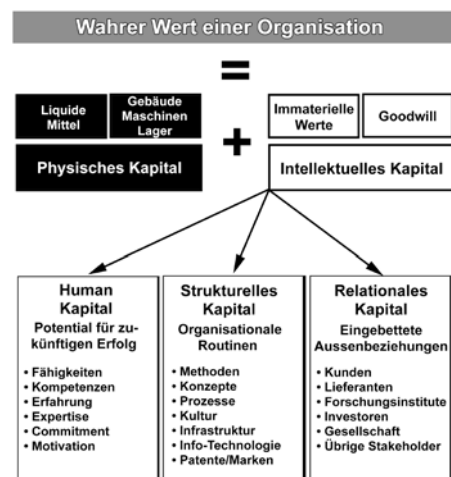 Wahrer Wert einer Organisation
=
Liquide
Mittel
Gebäude
Maschinen
Lager
Physisches Kapital
+
Immaterielle
Werte
Goodwill
Intellektuelles Kapital
Human
Kapital
Potential für zu-
künftigen Erfolg
• Fähigkeiten
• Kompetenzen
• Erfahrung
• Expertise
• Commitment
• Motivation
Strukturelles
Kapital
Organisationale
Routinen
• Methoden
• Konzepte
• Prozesse
• Kultur
• Infrastruktur
• Info-Technologie
• Patente/Marken
Relationales
Kapital
Eingebettete
Aussenbeziehungen
• Kunden
• Lieferanten
• Forschungsinstitute
• Investoren
• Gesellschaft
• Übrige Stakeholder